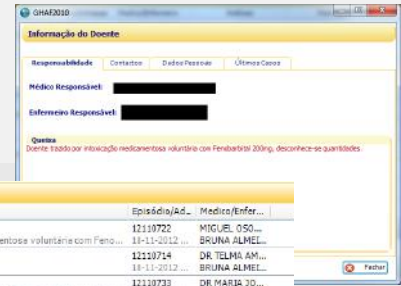 GHAF2010
Informação do Doente
Responsabilidade Contactos Dados Pessoais Últimos Casos
Médico Responsável:
Enfermeiro Responsável:
Queixa
Doente trazido por intoxicação medicamentosa voluntária com Fenobarbital 200mg, desconhece-se quantidades.
Episódio/Ad... Medico/Enfer...
12110722 MIGUEL OSO...
entosa voluntária com Feno... 18-11-2012 ... BRUNA ALMEI...
12110714 DR TELMA AM...
18-11-2012 ... BRUNA ALMEI...
12110733 DR MARIA JO...
Fechar